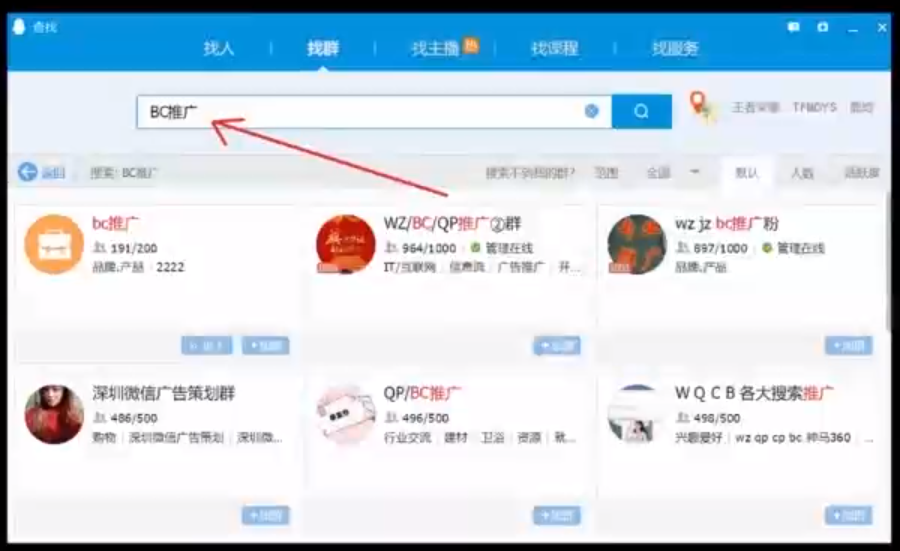 查找
找人 找群 找主播 热 找课程 找服务
BC推广
王者荣耀 TFBOYS
返回 搜索: BC推广 搜索不到我的群? 范围 全国 默认 人数 活跃度
bc推广
191/200
品牌产品 2222
WZ/BC/QP推广②群
964/1000 管理在线
IT/互联网 信息流 广告推广 开...
wz jz bc推广粉
897/1000 管理在线
品牌产品
+加群
+加群
+加群
深圳微信广告策划群
486/500
购物 深圳微信广告策划 深圳微...
QP/BC推广
496/500
行业交流 建材 卫浴 资源 就...
W Q C B 各大搜索推广
498/500
兴趣爱好 wz qp cp bc 神马360 ...
+加群
+加群
+加群